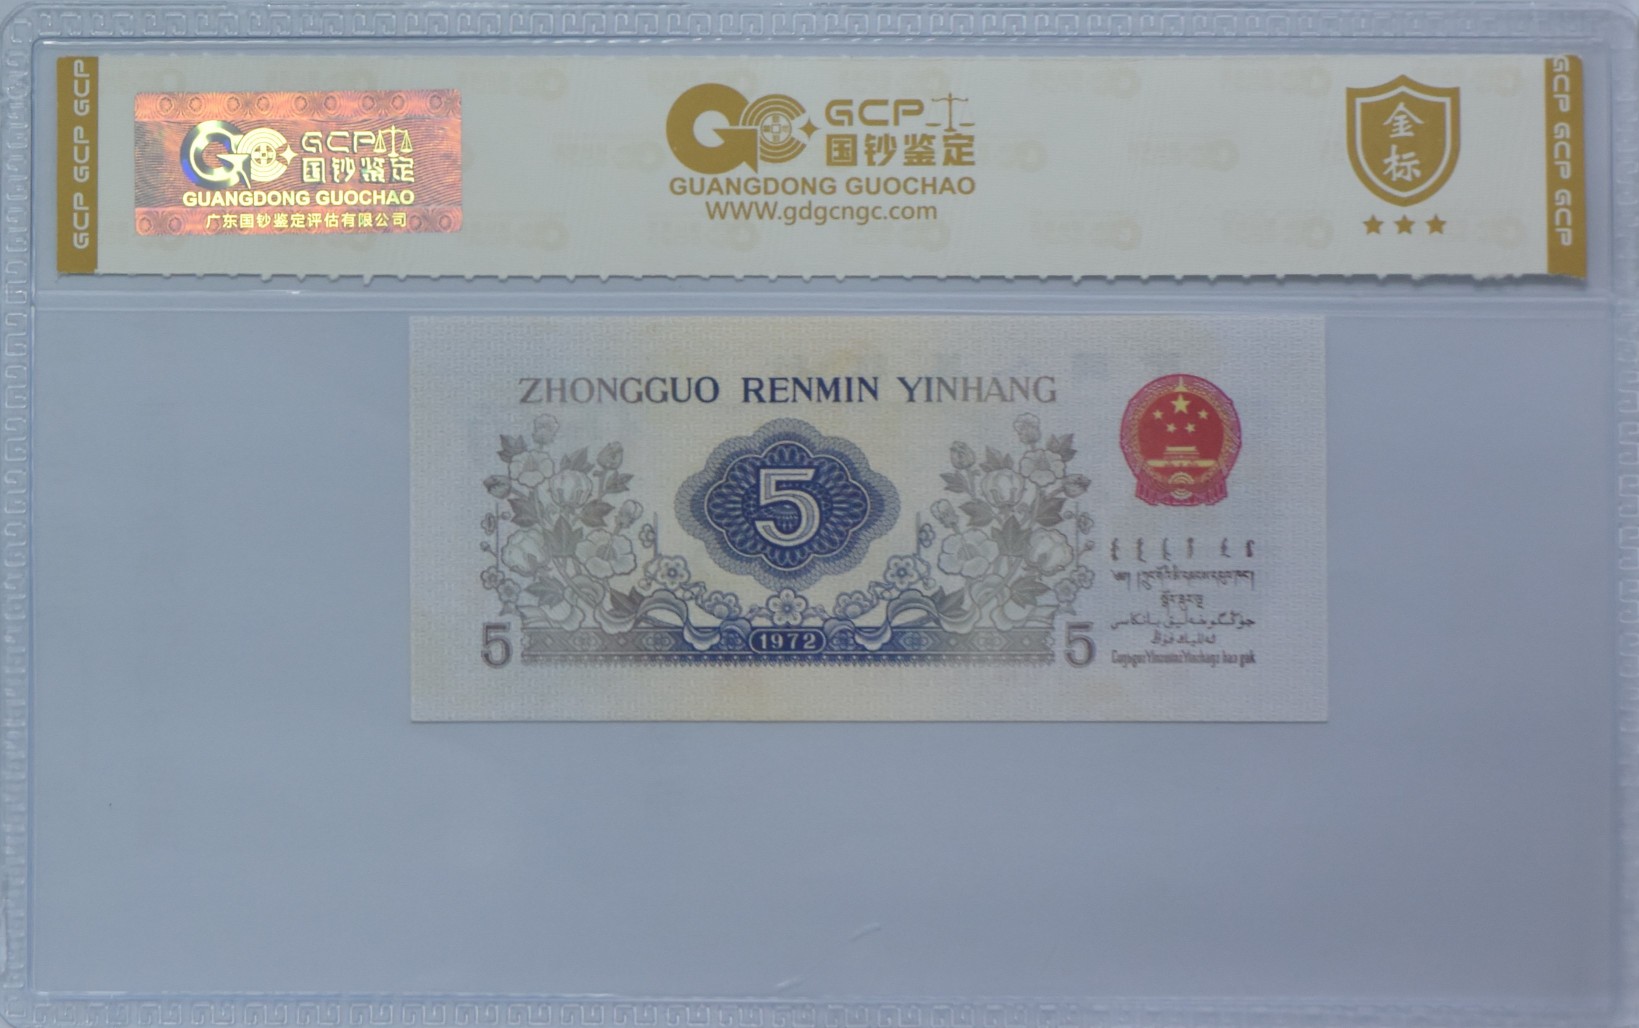 GCP GCP GCP
GCP
国钞鉴定
GUANGDONG GUOCHAO
广东国钞鉴定评估有限公司
GCP
国钞鉴定
GUANGDONG GUOCHAO
WWW.gdgcngc.com
金标
GCP GCP GCP
ZHONGGUO RENMIN YINHANG
5
1972
5
5